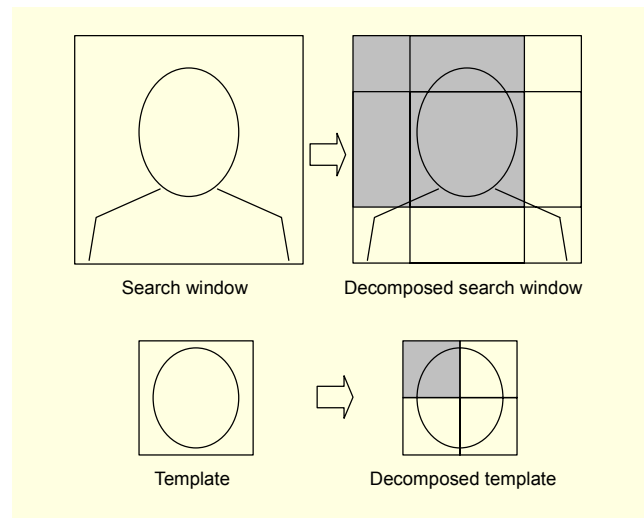 Search window
Decomposed search window
Template
Decomposed template